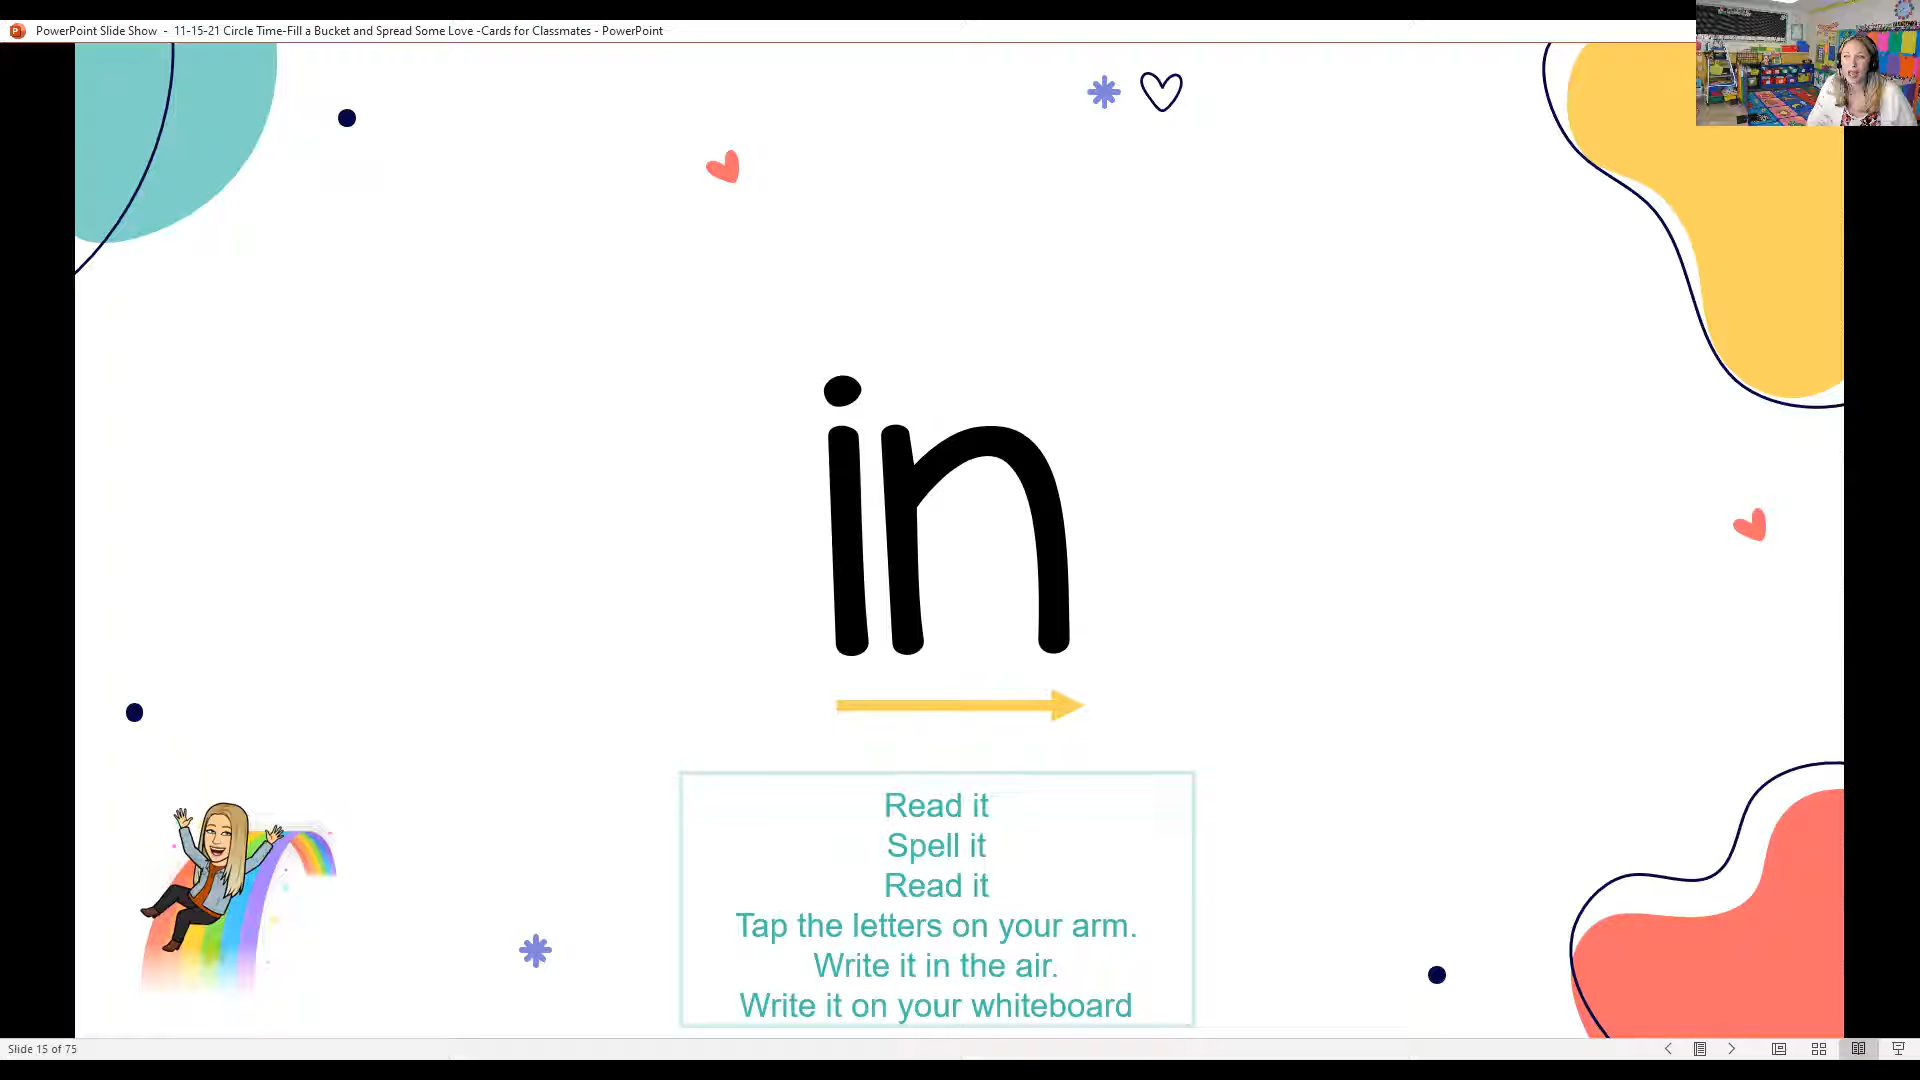 PowerPoint Slide Show - 11-15-21 Circle Time-Fill a Bucket and Spread Some Love -Cards for Classmates - PowerPoint
in
Read it
Spell it
Read it
Tap the letters on your arm.
Write it in the air.
Write it on your whiteboard
Slide 15 of 75